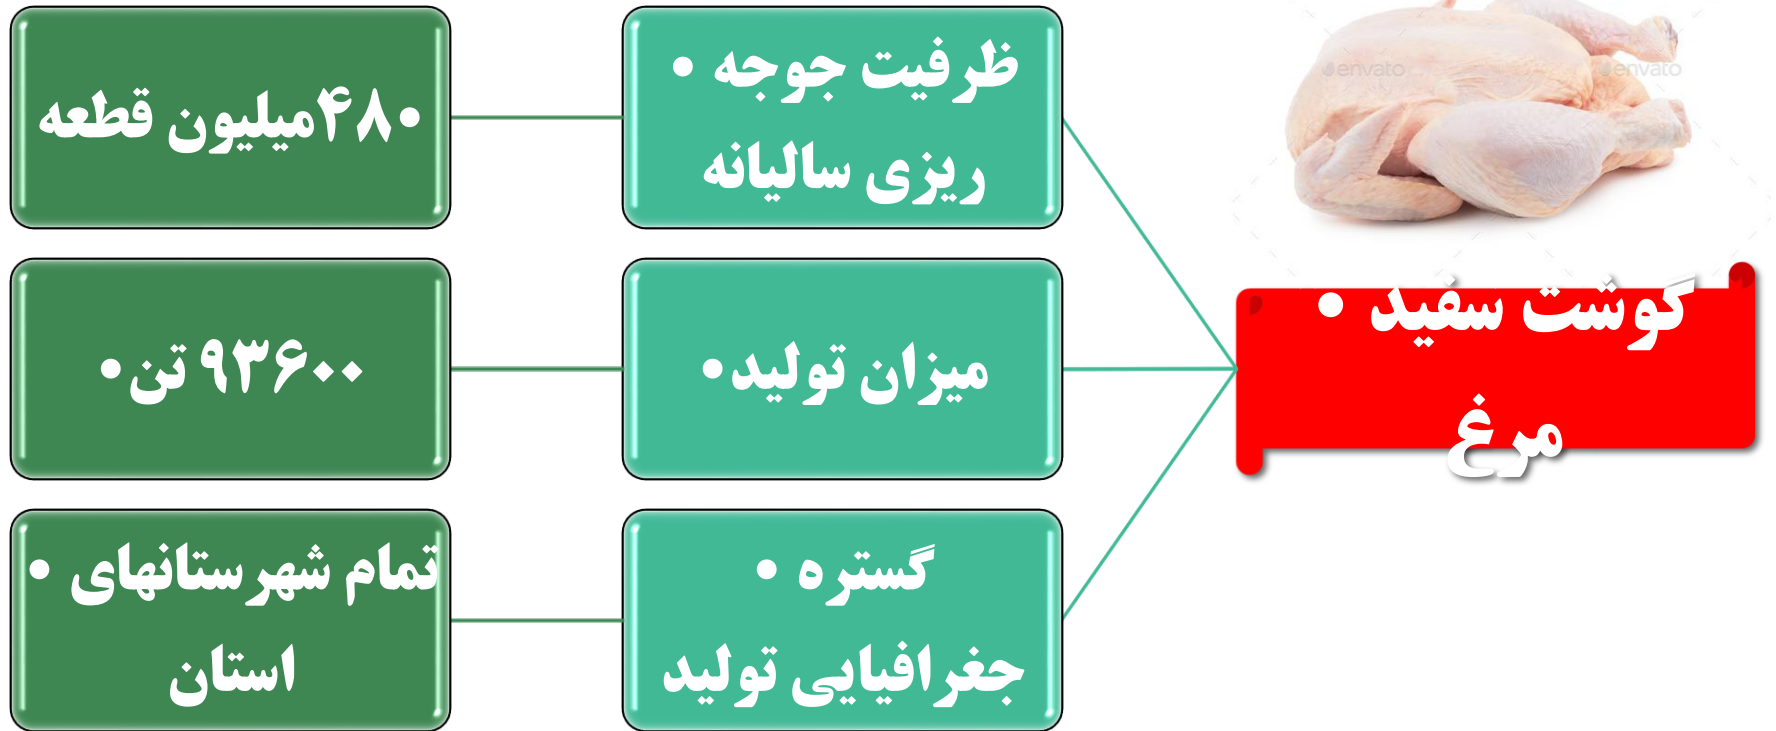 گوشت سفید •
مرغ
ظرفیت جوجه •
ریزی سالیانه
•۴۸میلیون قطعه
میزان تولید•
۹۳۶۰۰ تن•
گستره •
جغرافیایی تولید
تمام شهرستانهای •
استان
envato
envato